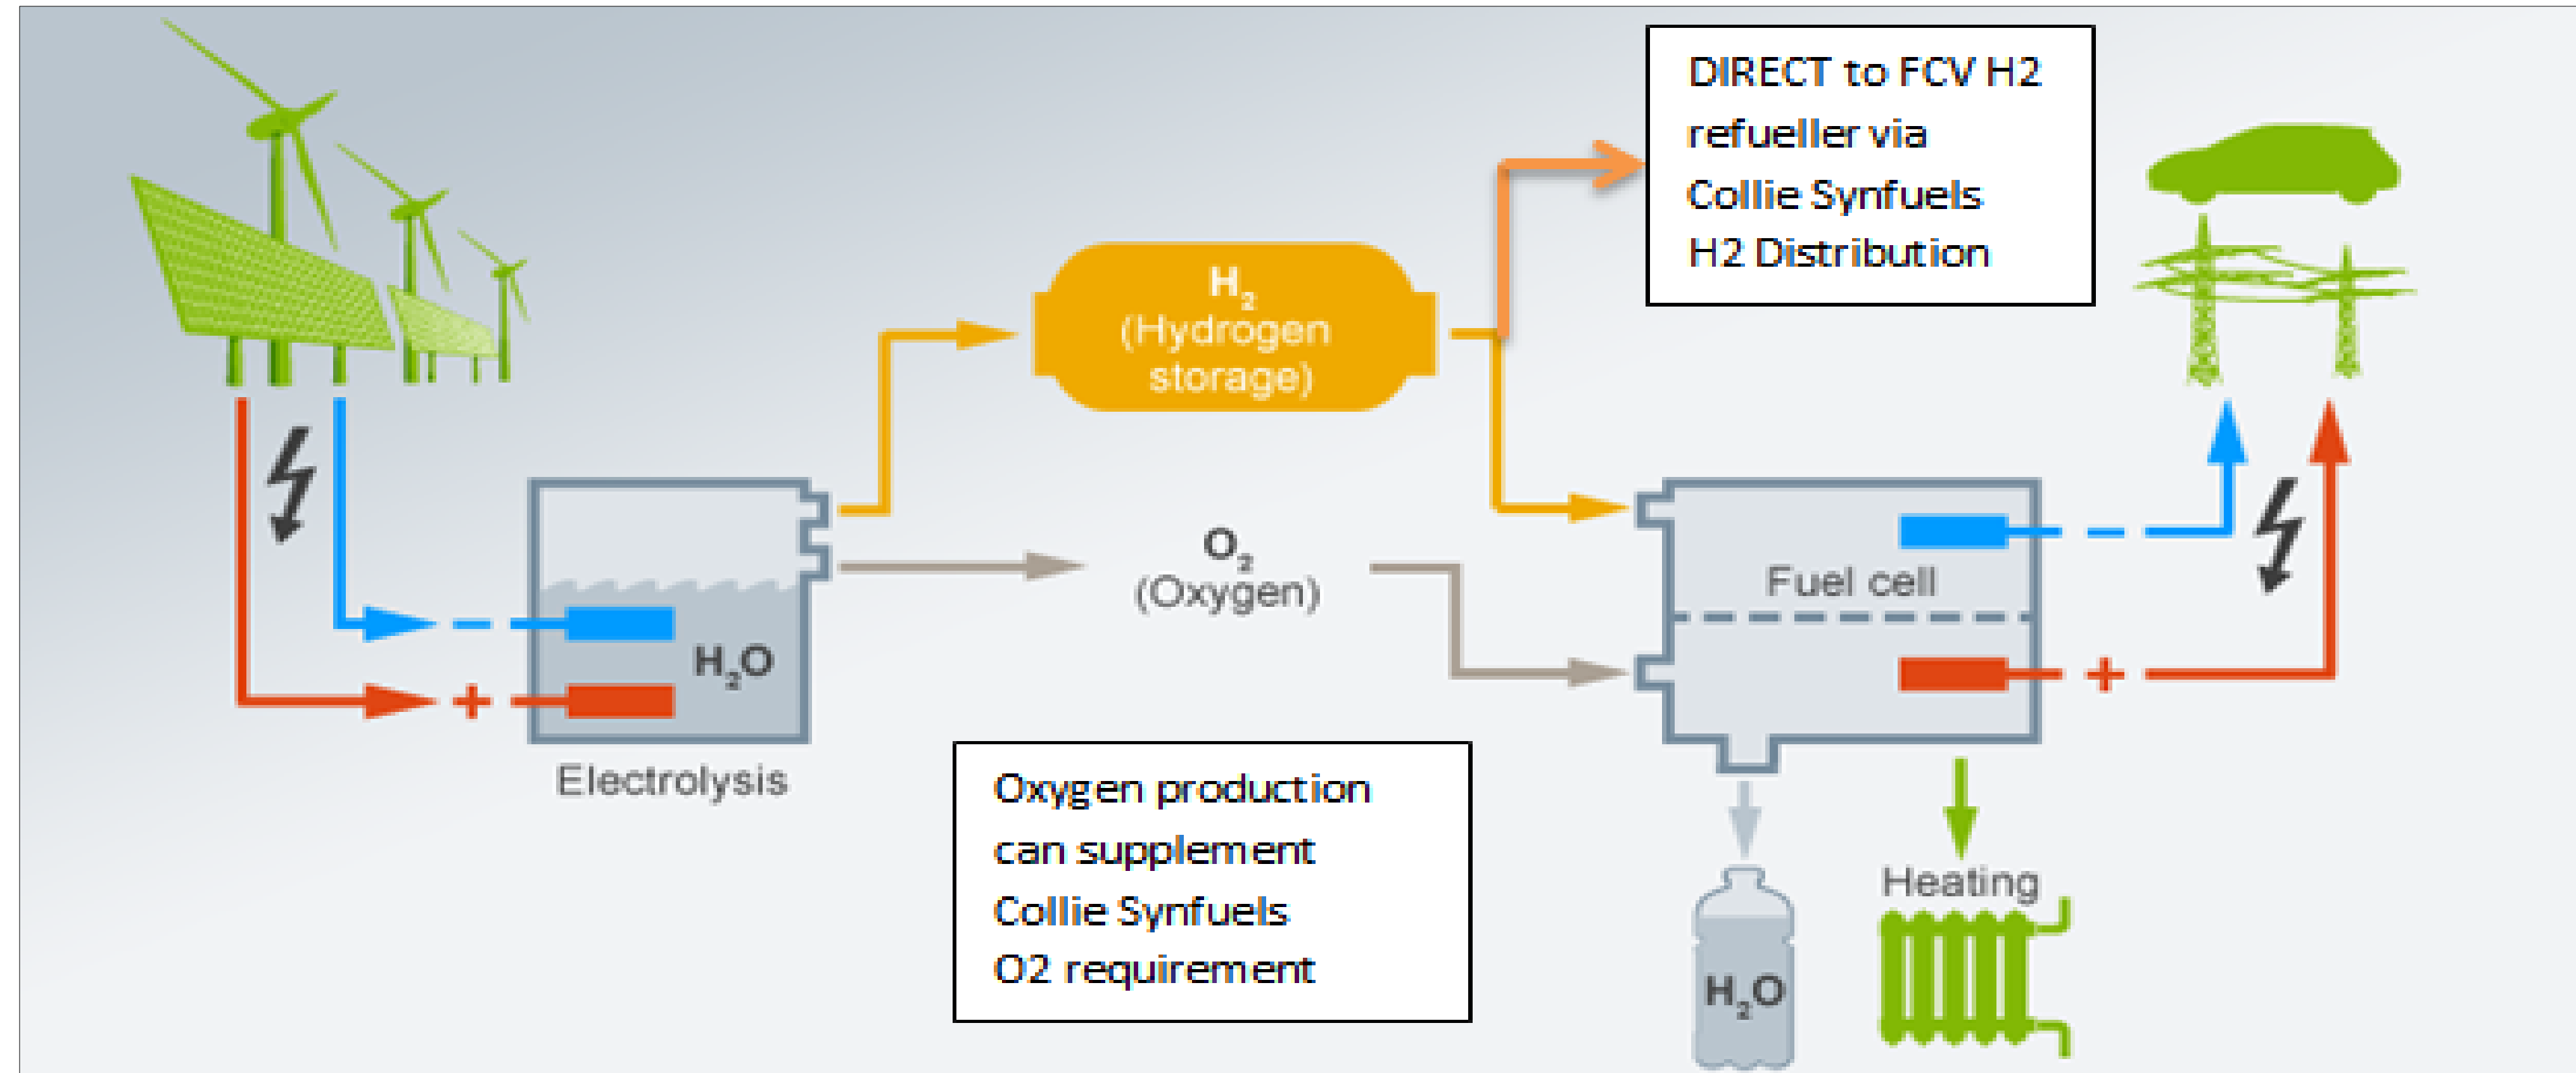 DIRECT to FCV H2
refueller via
Collie Synfuels
H2 Distribution
H₂
(Hydrogen
storage)
O₂
(Oxygen)
Fuel cell
−
+
H₂O
−
+
Electrolysis
Oxygen production
can supplement
Collie Synfuels
O2 requirement
Heating
H₂O